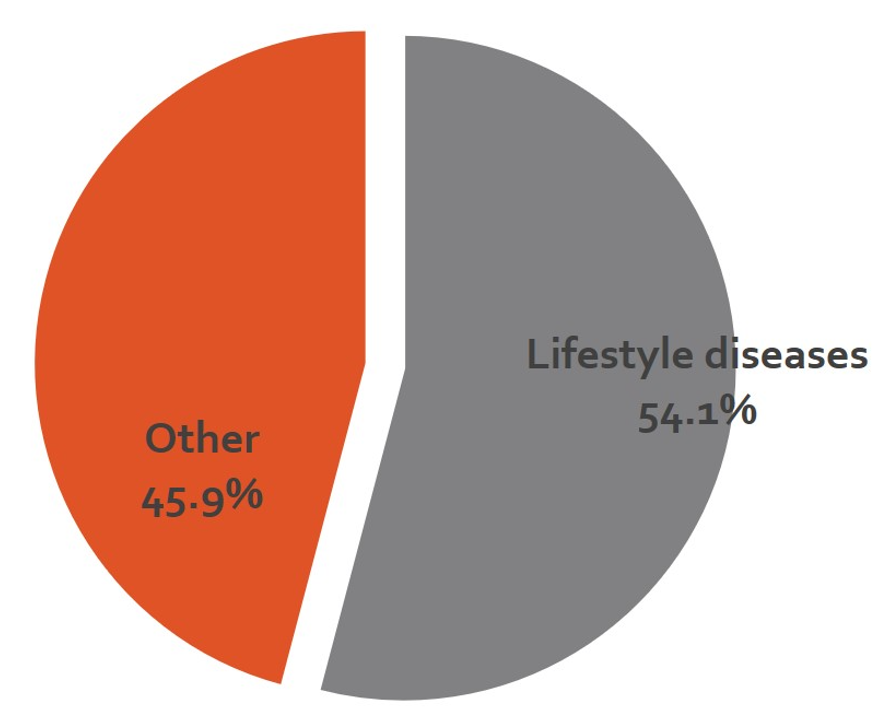 Lifestyle diseases
54.1%
Other
45.9%